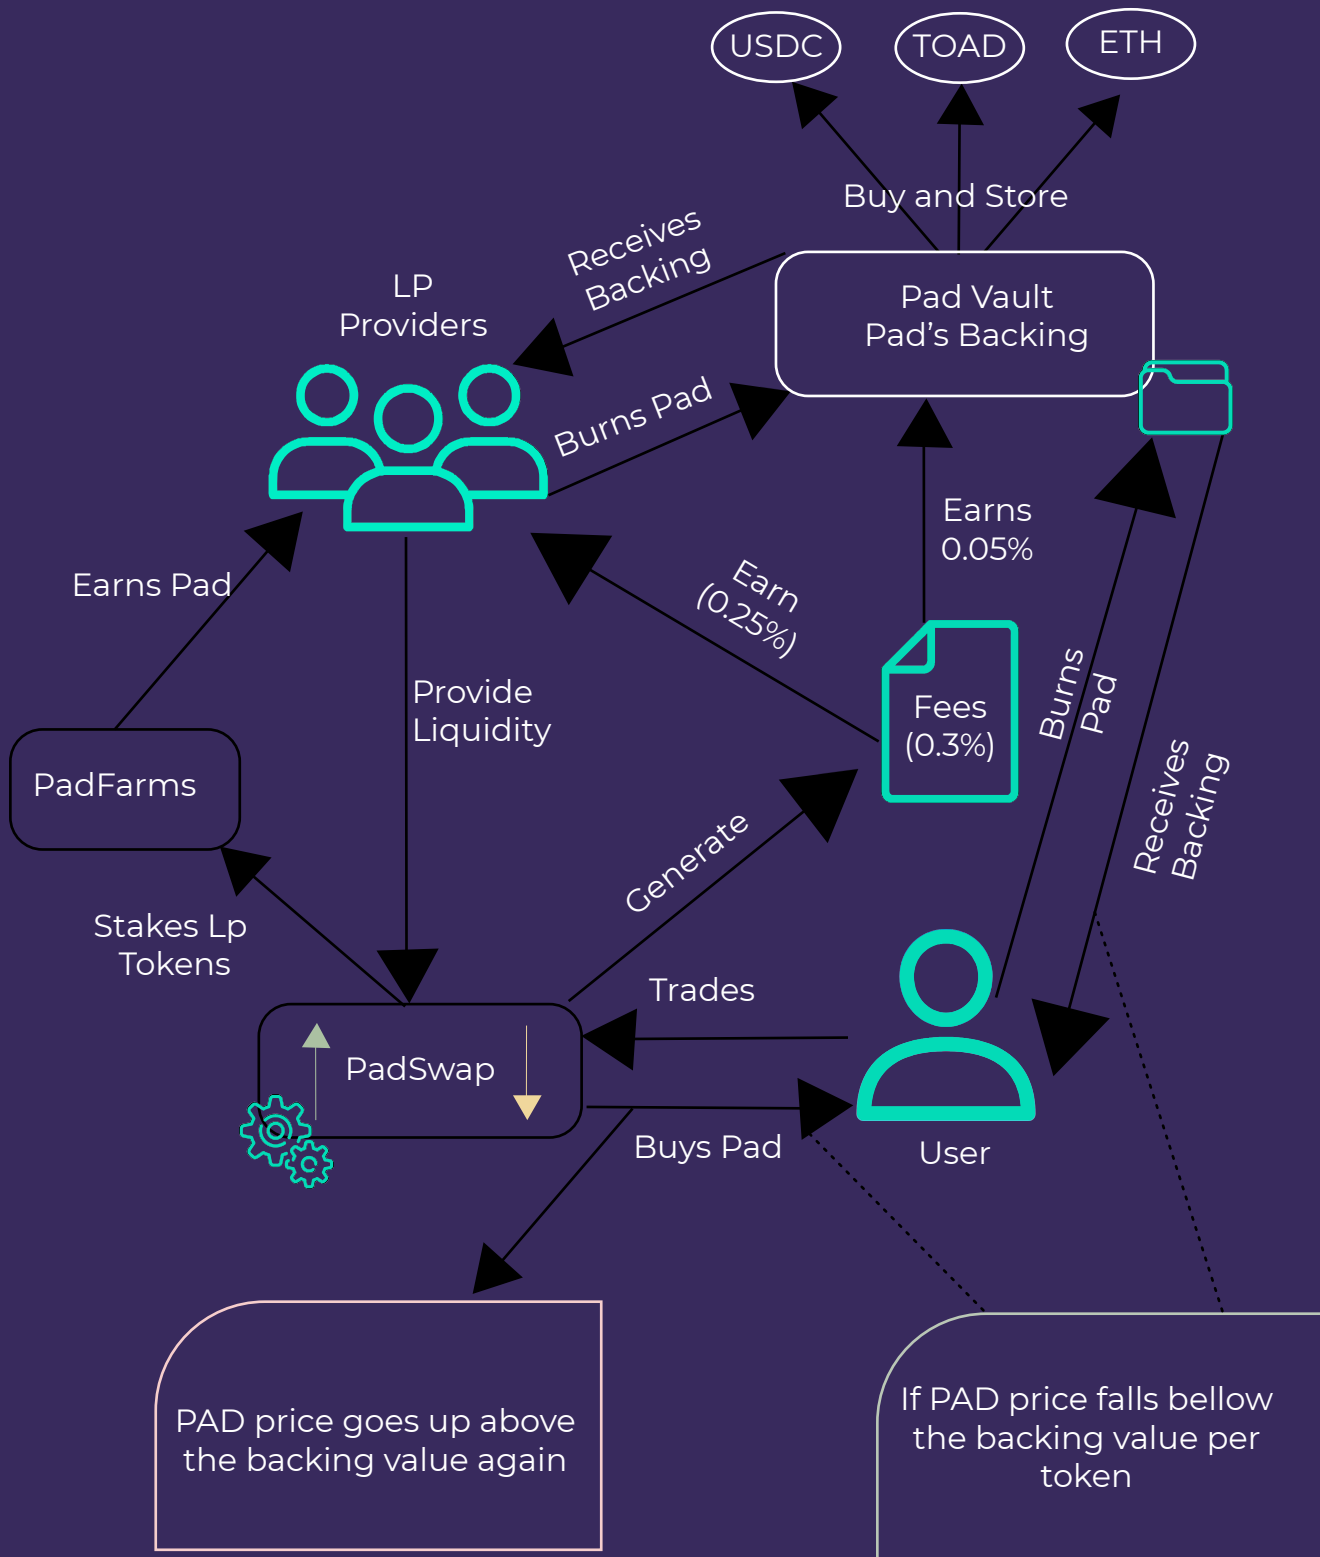 USDC
TOAD
ETH
Buy and Store
Receives
Backing
LP
Providers
Pad Vault
Pad’s Backing
Burns Pad
Earns
0.05%
Earn
(0.25%)
Earns Pad
Provide
Liquidity
Fees
(0.3%)
Burns
Pad
Receives
Backing
PadFarms
Generate
Stakes Lp
Tokens
Trades
PadSwap
Buys Pad
User
PAD price goes up above
the backing value again
If PAD price falls bellow
the backing value per
token